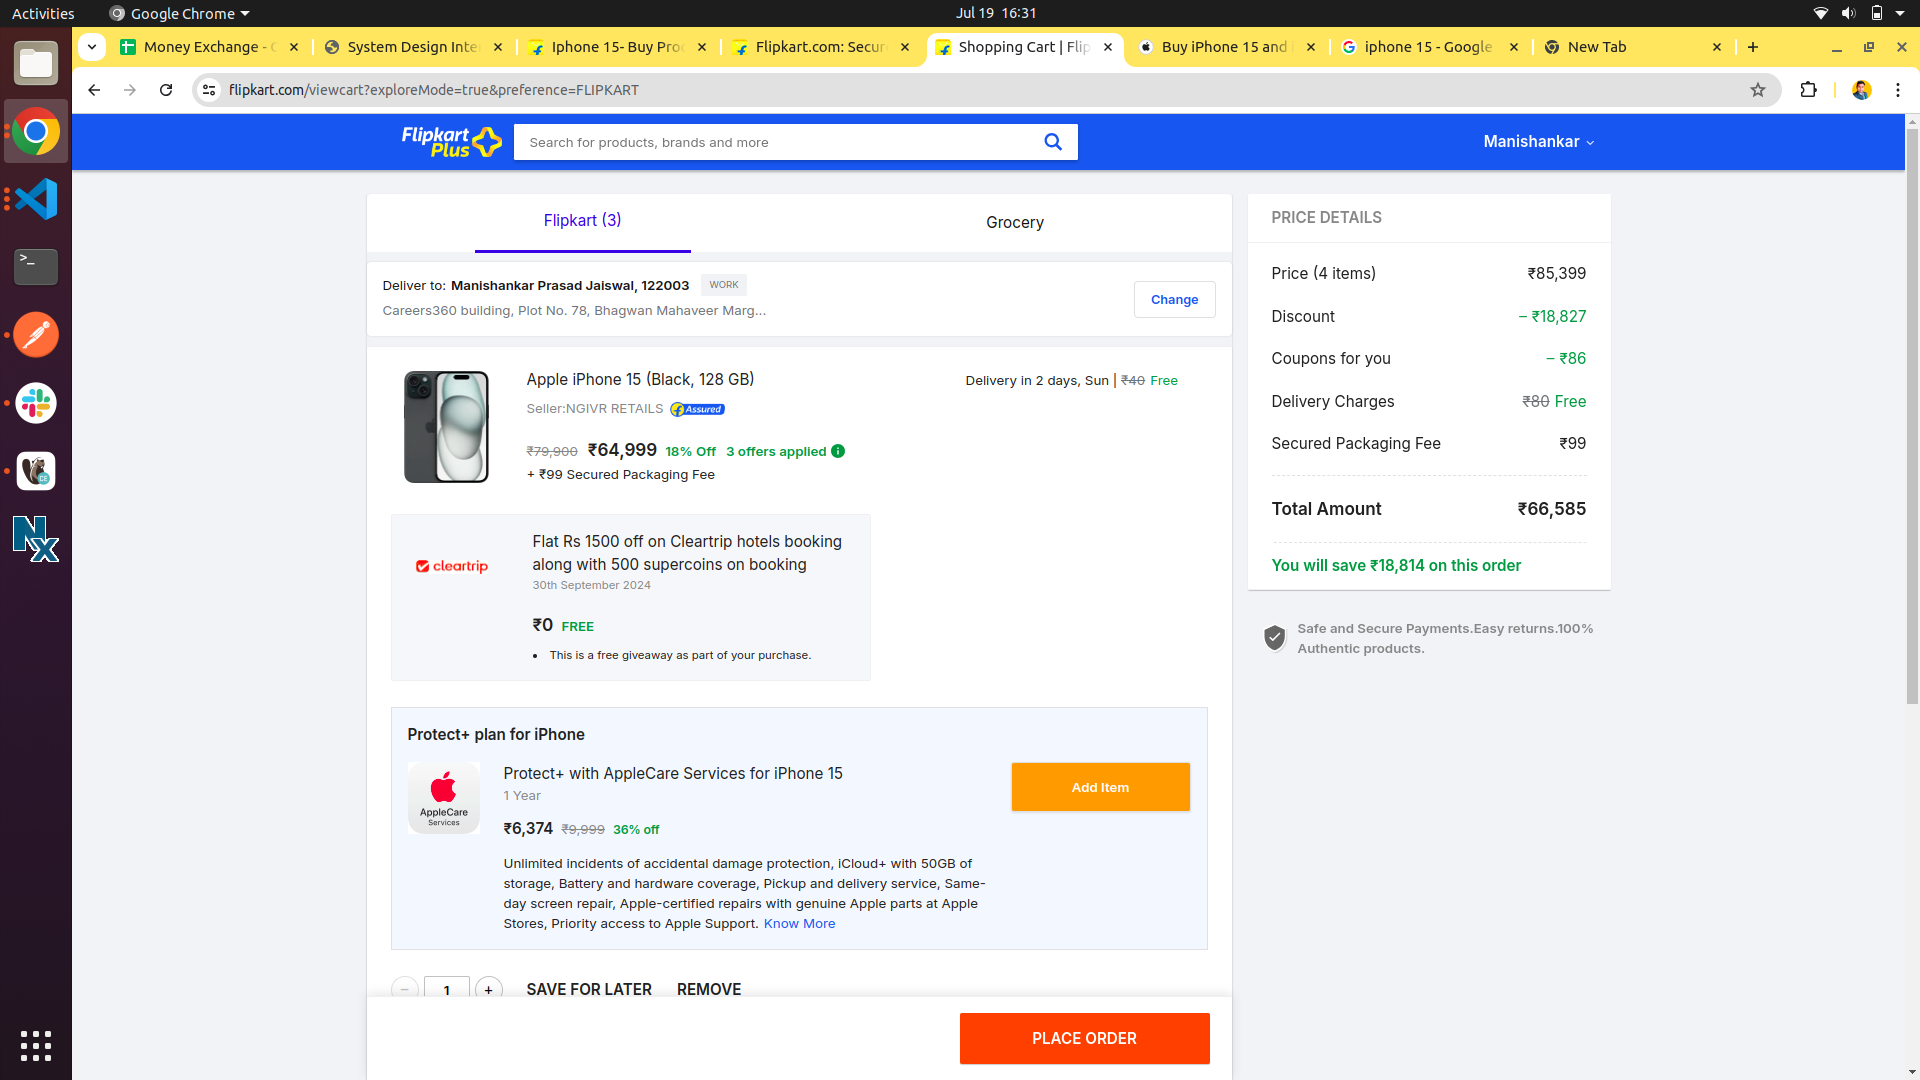 Activities
Google Chrome
Jul 19 16:31
Money Exchange - 
System Design Inte
Iphone 15- Buy Pro
Flipkart.com: Secur
Shopping Cart | Flip
Buy iPhone 15 and
iphone 15 - Google
New Tab
flipkart.com/viewcart?exploreMode=true&preference=FLIPKART
Flipkart
Plus
Search for products, brands and more
Manishankar
Flipkart (3)
Grocery
Deliver to: Manishankar Prasad Jaiswal, 122003 WORK
Careers360 building, Plot No. 78, Bhagwan Mahaveer Marg...
Change
Apple iPhone 15 (Black, 128 GB)
Seller:NGIVR RETAILS Assured
₹79,900 ₹64,999 18% Off 3 offers applied
+ ₹99 Secured Packaging Fee
Delivery in 2 days, Sun | ₹40 Free
cleartrip
Flat Rs 1500 off on Cleartrip hotels booking
along with 500 supercoins on booking
30th September 2024
₹0 FREE
• This is a free giveaway as part of your purchase.
Protect+ plan for iPhone
AppleCare
Services
Protect+ with AppleCare Services for iPhone 15
1 Year
₹6,374 ₹9,999 36% off
Add Item
Unlimited incidents of accidental damage protection, iCloud+ with 50GB of
storage, Battery and hardware coverage, Pickup and delivery service, Same-
day screen repair, Apple-certified repairs with genuine Apple parts at Apple
Stores, Priority access to Apple Support. Know More
− 1 + SAVE FOR LATER REMOVE
PLACE ORDER
PRICE DETAILS
Price (4 items) ₹85,399
Discount − ₹18,827
Coupons for you − ₹86
Delivery Charges ₹80 Free
Secured Packaging Fee ₹99
Total Amount ₹66,585
You will save ₹18,814 on this order
Safe and Secure Payments.Easy returns.100%
Authentic products.